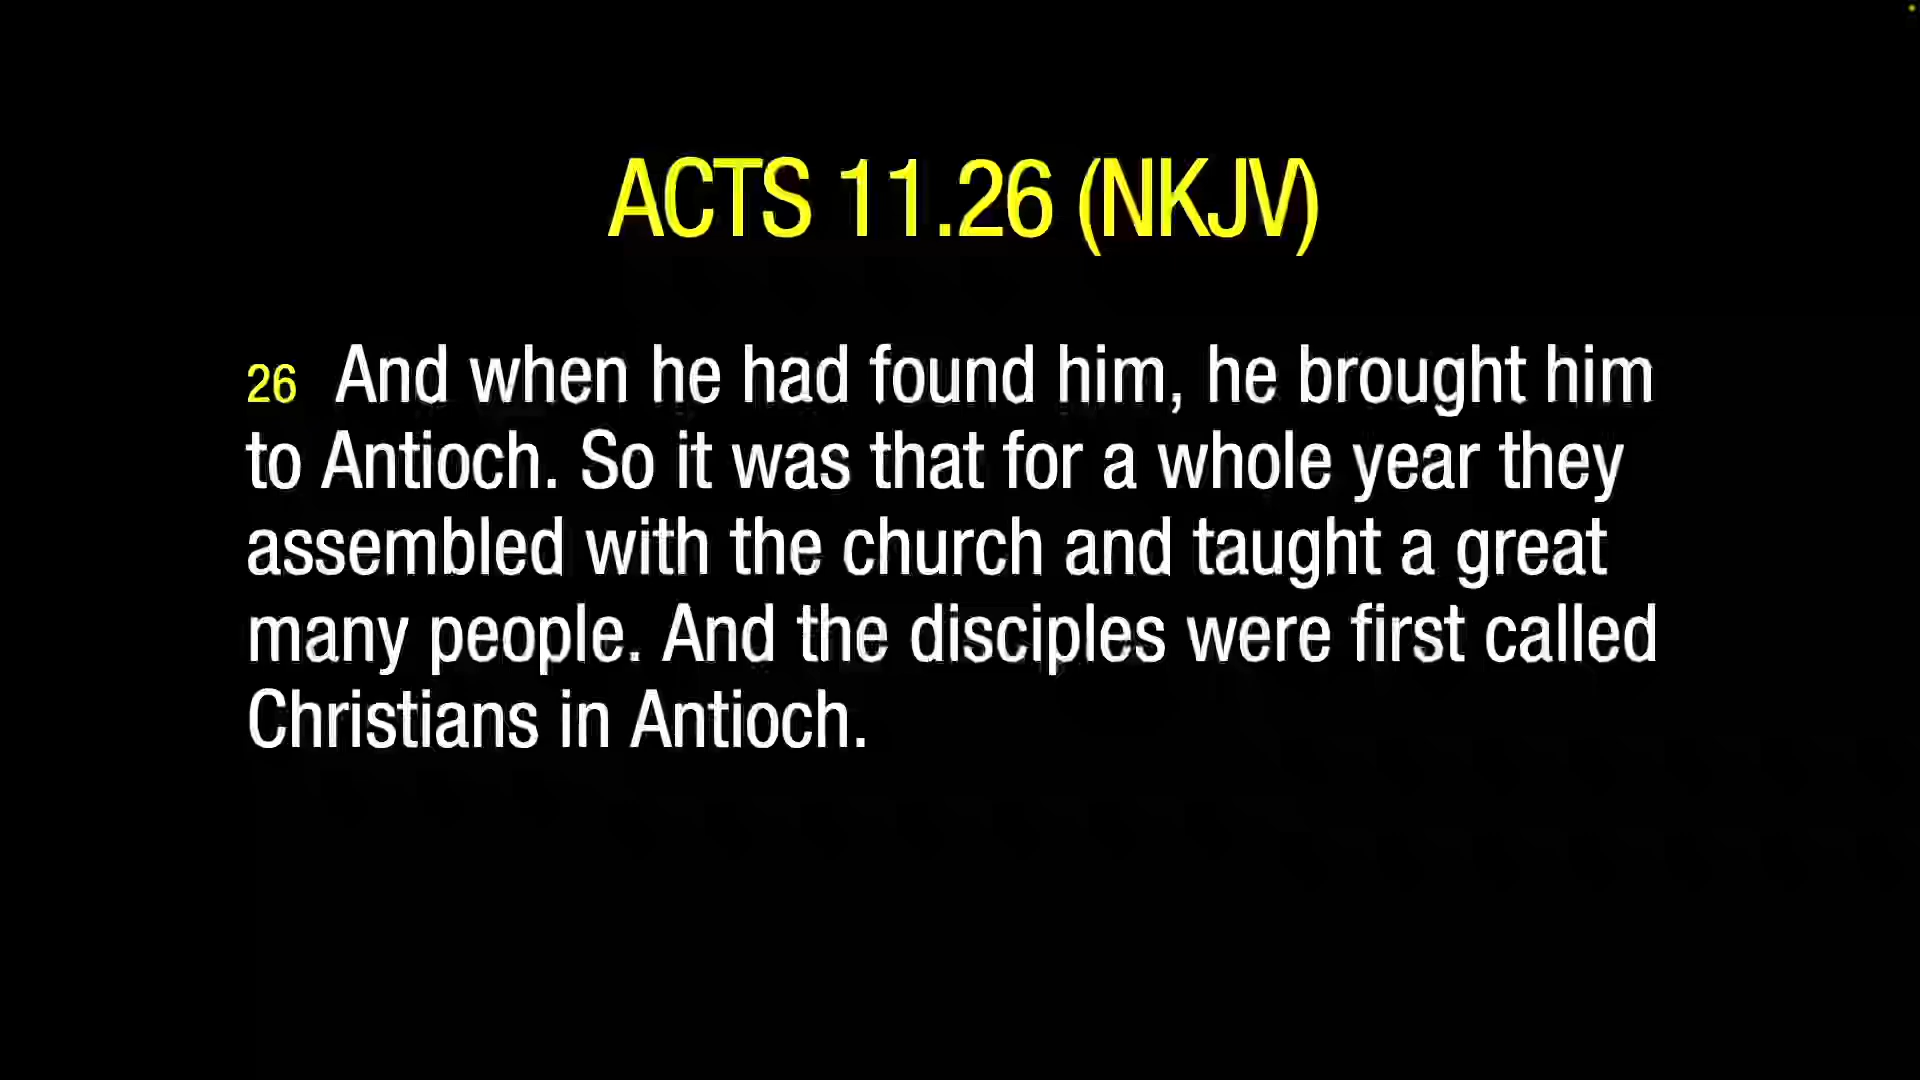 ACTS 11.26 (NKJV)
26 And when he had found him, he brought him
to Antioch. So it was that for a whole year they
assembled with the church and taught a great
many people. And the disciples were first called
Christians in Antioch.